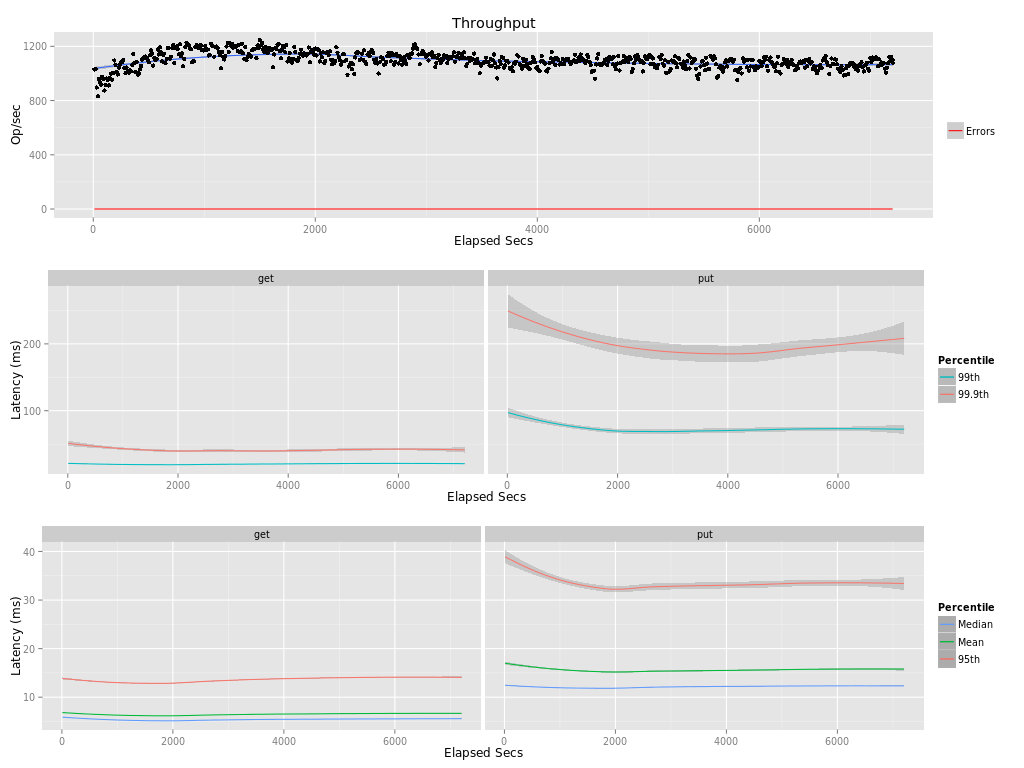 Throughput
1200
800
400
0
Op/sec
0 2000 4000 6000
Elapsed Secs
Errors
get put
200
100
Latency (ms)
0 2000 4000 6000 0 2000 4000 6000
Elapsed Secs
Percentile
99th
99.9th
get put
40
30
20
10
Latency (ms)
0 2000 4000 6000 0 2000 4000 6000
Elapsed Secs
Percentile
Median
Mean
95th